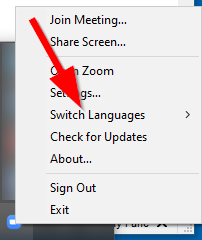 Join Meeting...
Share Screen...
Open Zoom
Settings...
Switch Languages
Check for Updates
About...
Sign Out
Exit